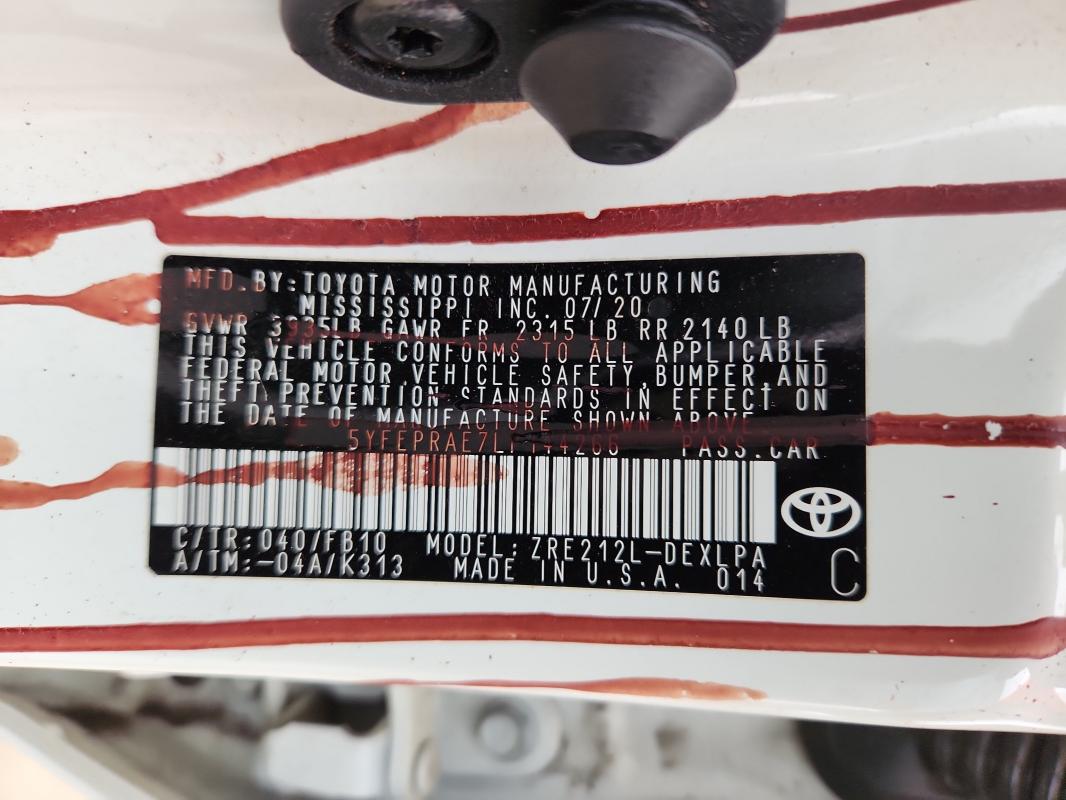 MFD. BY: TOYOTA MOTOR MANUFACTURING
MISSISSIPPI INC. 07/20
GVWR 3935LB GAWR FR 2315 LB RR 2140 LB
THIS VEHICLE CONFORMS TO ALL APPLICABLE
FEDERAL MOTOR VEHICLE SAFETY, BUMPER, AND
THEFT PREVENTION STANDARDS IN EFFECT ON
THE DATE OF MANUFACTURE SHOWN ABOVE
PASS. CAR
C/TR: 040/FB10 MODEL: ZRE212L-DEXLPA
A/TM: -04A/K313 MADE IN U.S.A. 014
C